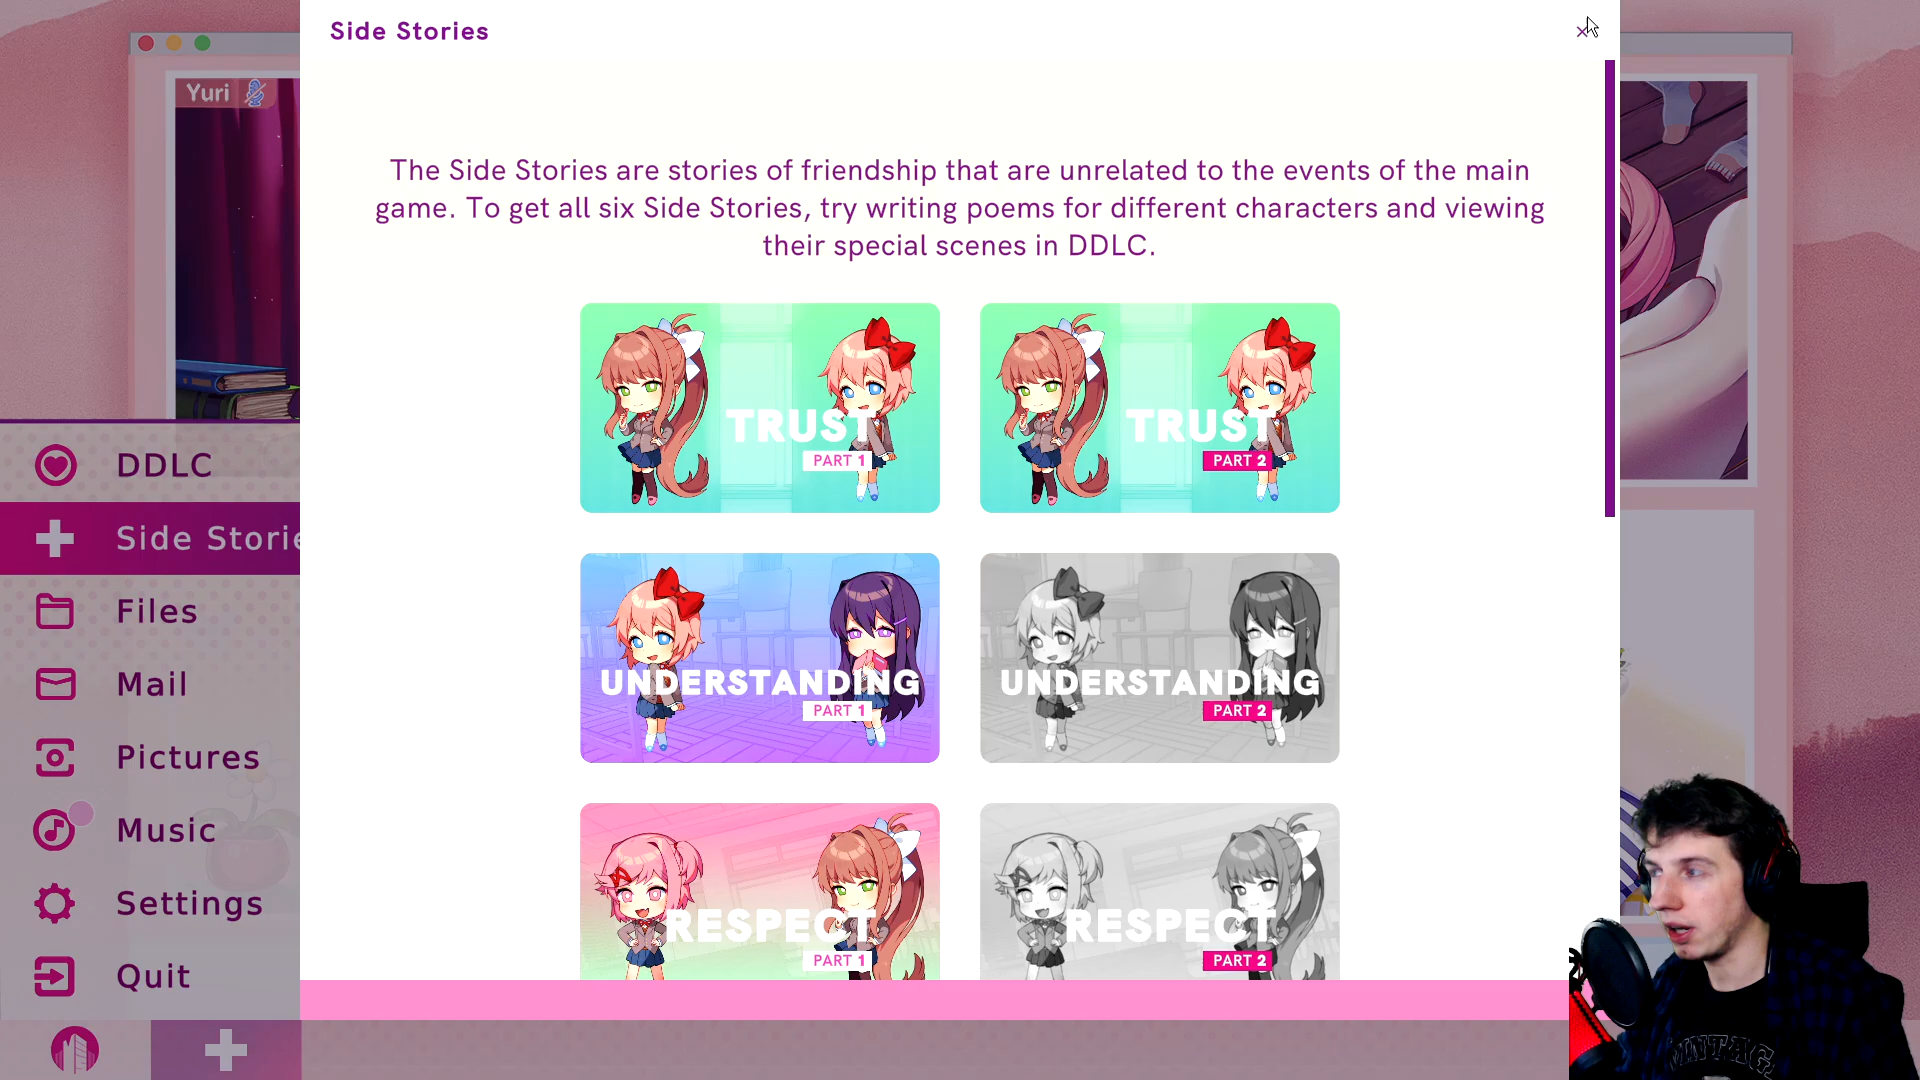 Side Stories
Yuri
The Side Stories are stories of friendship that are unrelated to the events of the main
game. To get all six Side Stories, try writing poems for different characters and viewing
their special scenes in DDLC.
TRUST
PART 1
TRUST
PART 2
UNDERSTANDING
PART 1
UNDERSTANDING
PART 2
RESPECT
PART 1
RESPECT
PART 2
DDLC
Side Storie
Files
Mail
Pictures
Music
Settings
Quit